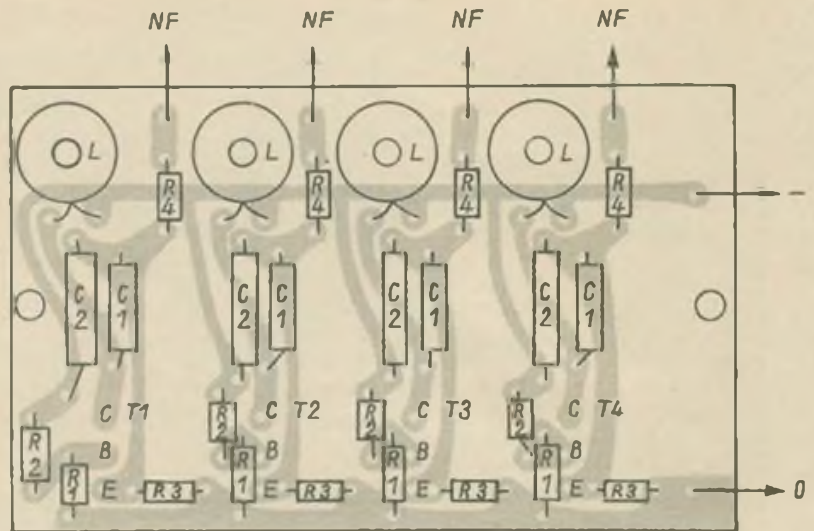 NF NF NF NF
L L L L
R4 R4 R4 R4
–
C2 C1 C2 C1 C2 C1 C2 C1
C T1 C T2 C T3 C T4
R2 R2 R2 R2
B B B B
R1 R1 R1 R1
E R3 E R3 E R3 E R3
0